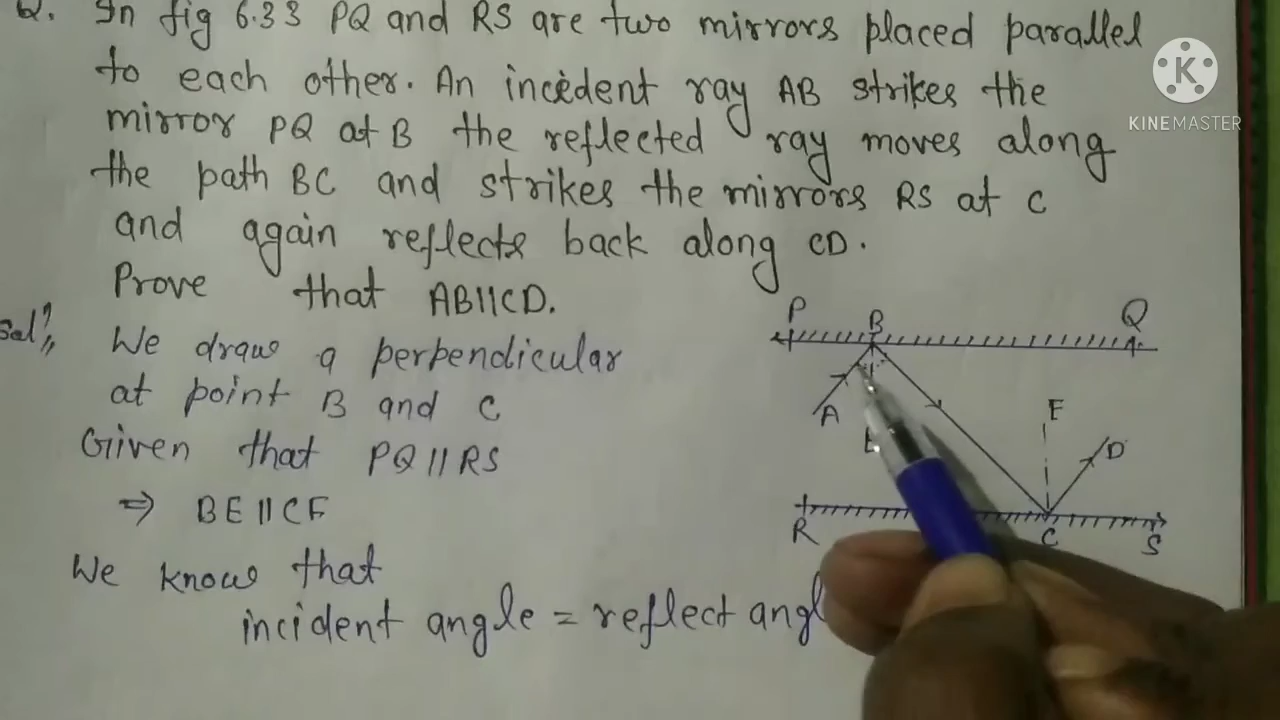 Q. In fig 6.33 PQ and RS are two mirrors placed parallel
to each other. An incident ray AB strikes the
mirror PQ at B the reflected ray moves along
the path BC and strikes the mirrors RS at C
and again reflects back along CD.
Prove that AB||CD.
Solⁿ,, We draw a perpendicular
at point B and C
Given that PQ || RS
⇒ BE || CF
We know that
incident angle = reflect angl
P B Q
A
F
D
R C S
K
KINEMASTER